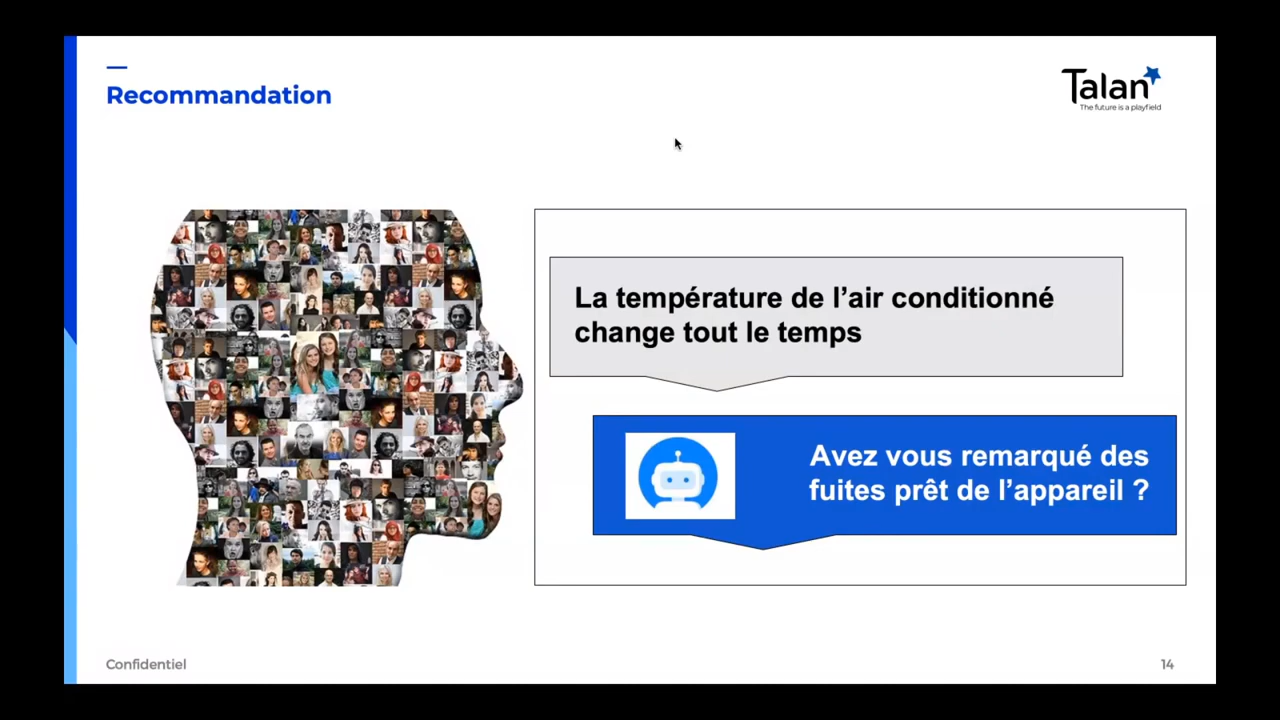 Recommandation
Talan
The future is a playfield
La température de l’air conditionné
change tout le temps
Avez vous remarqué des
fuites prêt de l’appareil ?
Confidentiel
14